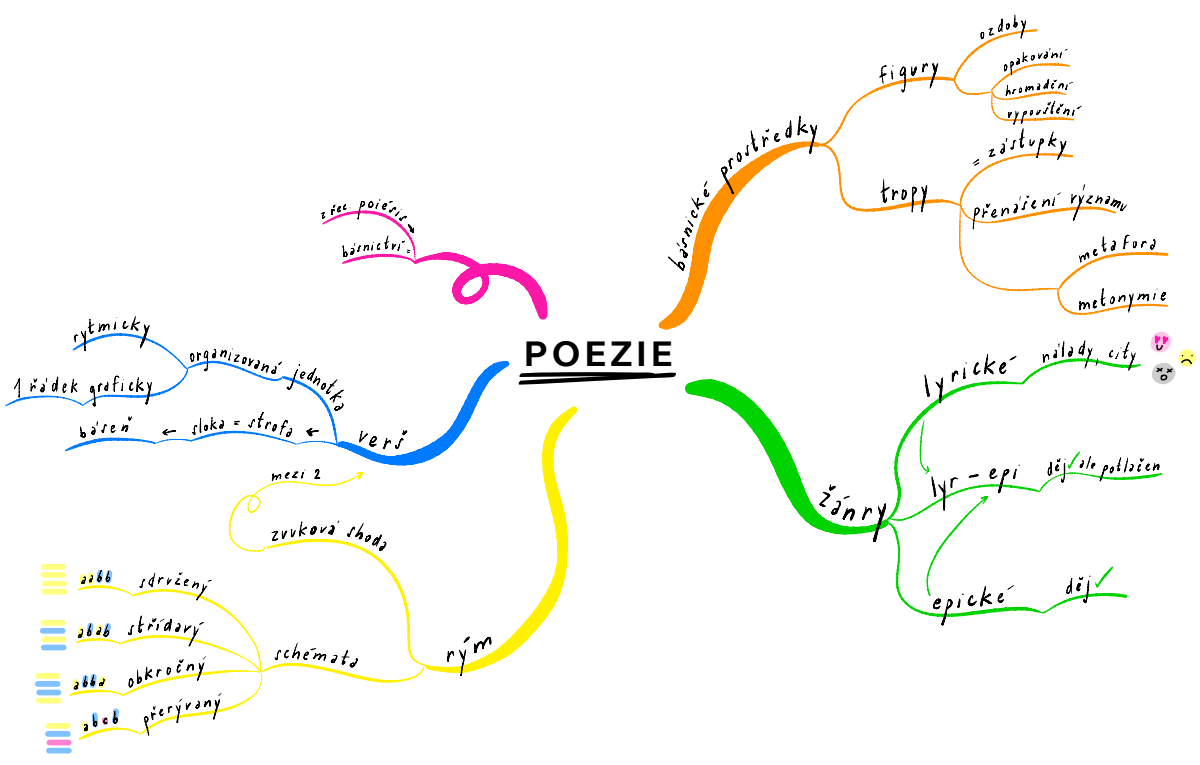 POEZIE
básnické prostředky
figury
ozdoby
opakování
hromadění
vypouštění
tropy
= zástupky
přenášení významu
metafora
metonymie
žánry
lyrické
nálady, city
lyr - epi
děj ✓ ale potlačen
epické
děj ✓
rým
zvuková shoda
mezi 2
schémata
sdružený
aabb
střídavý
abab
obkročný
abba
přerývaný
abcb
verš
organizovaná jednotka
rytmicky
1 řádek graficky
← sloka = strofa ←
báseň
z řec. poiésis →
básnictví =